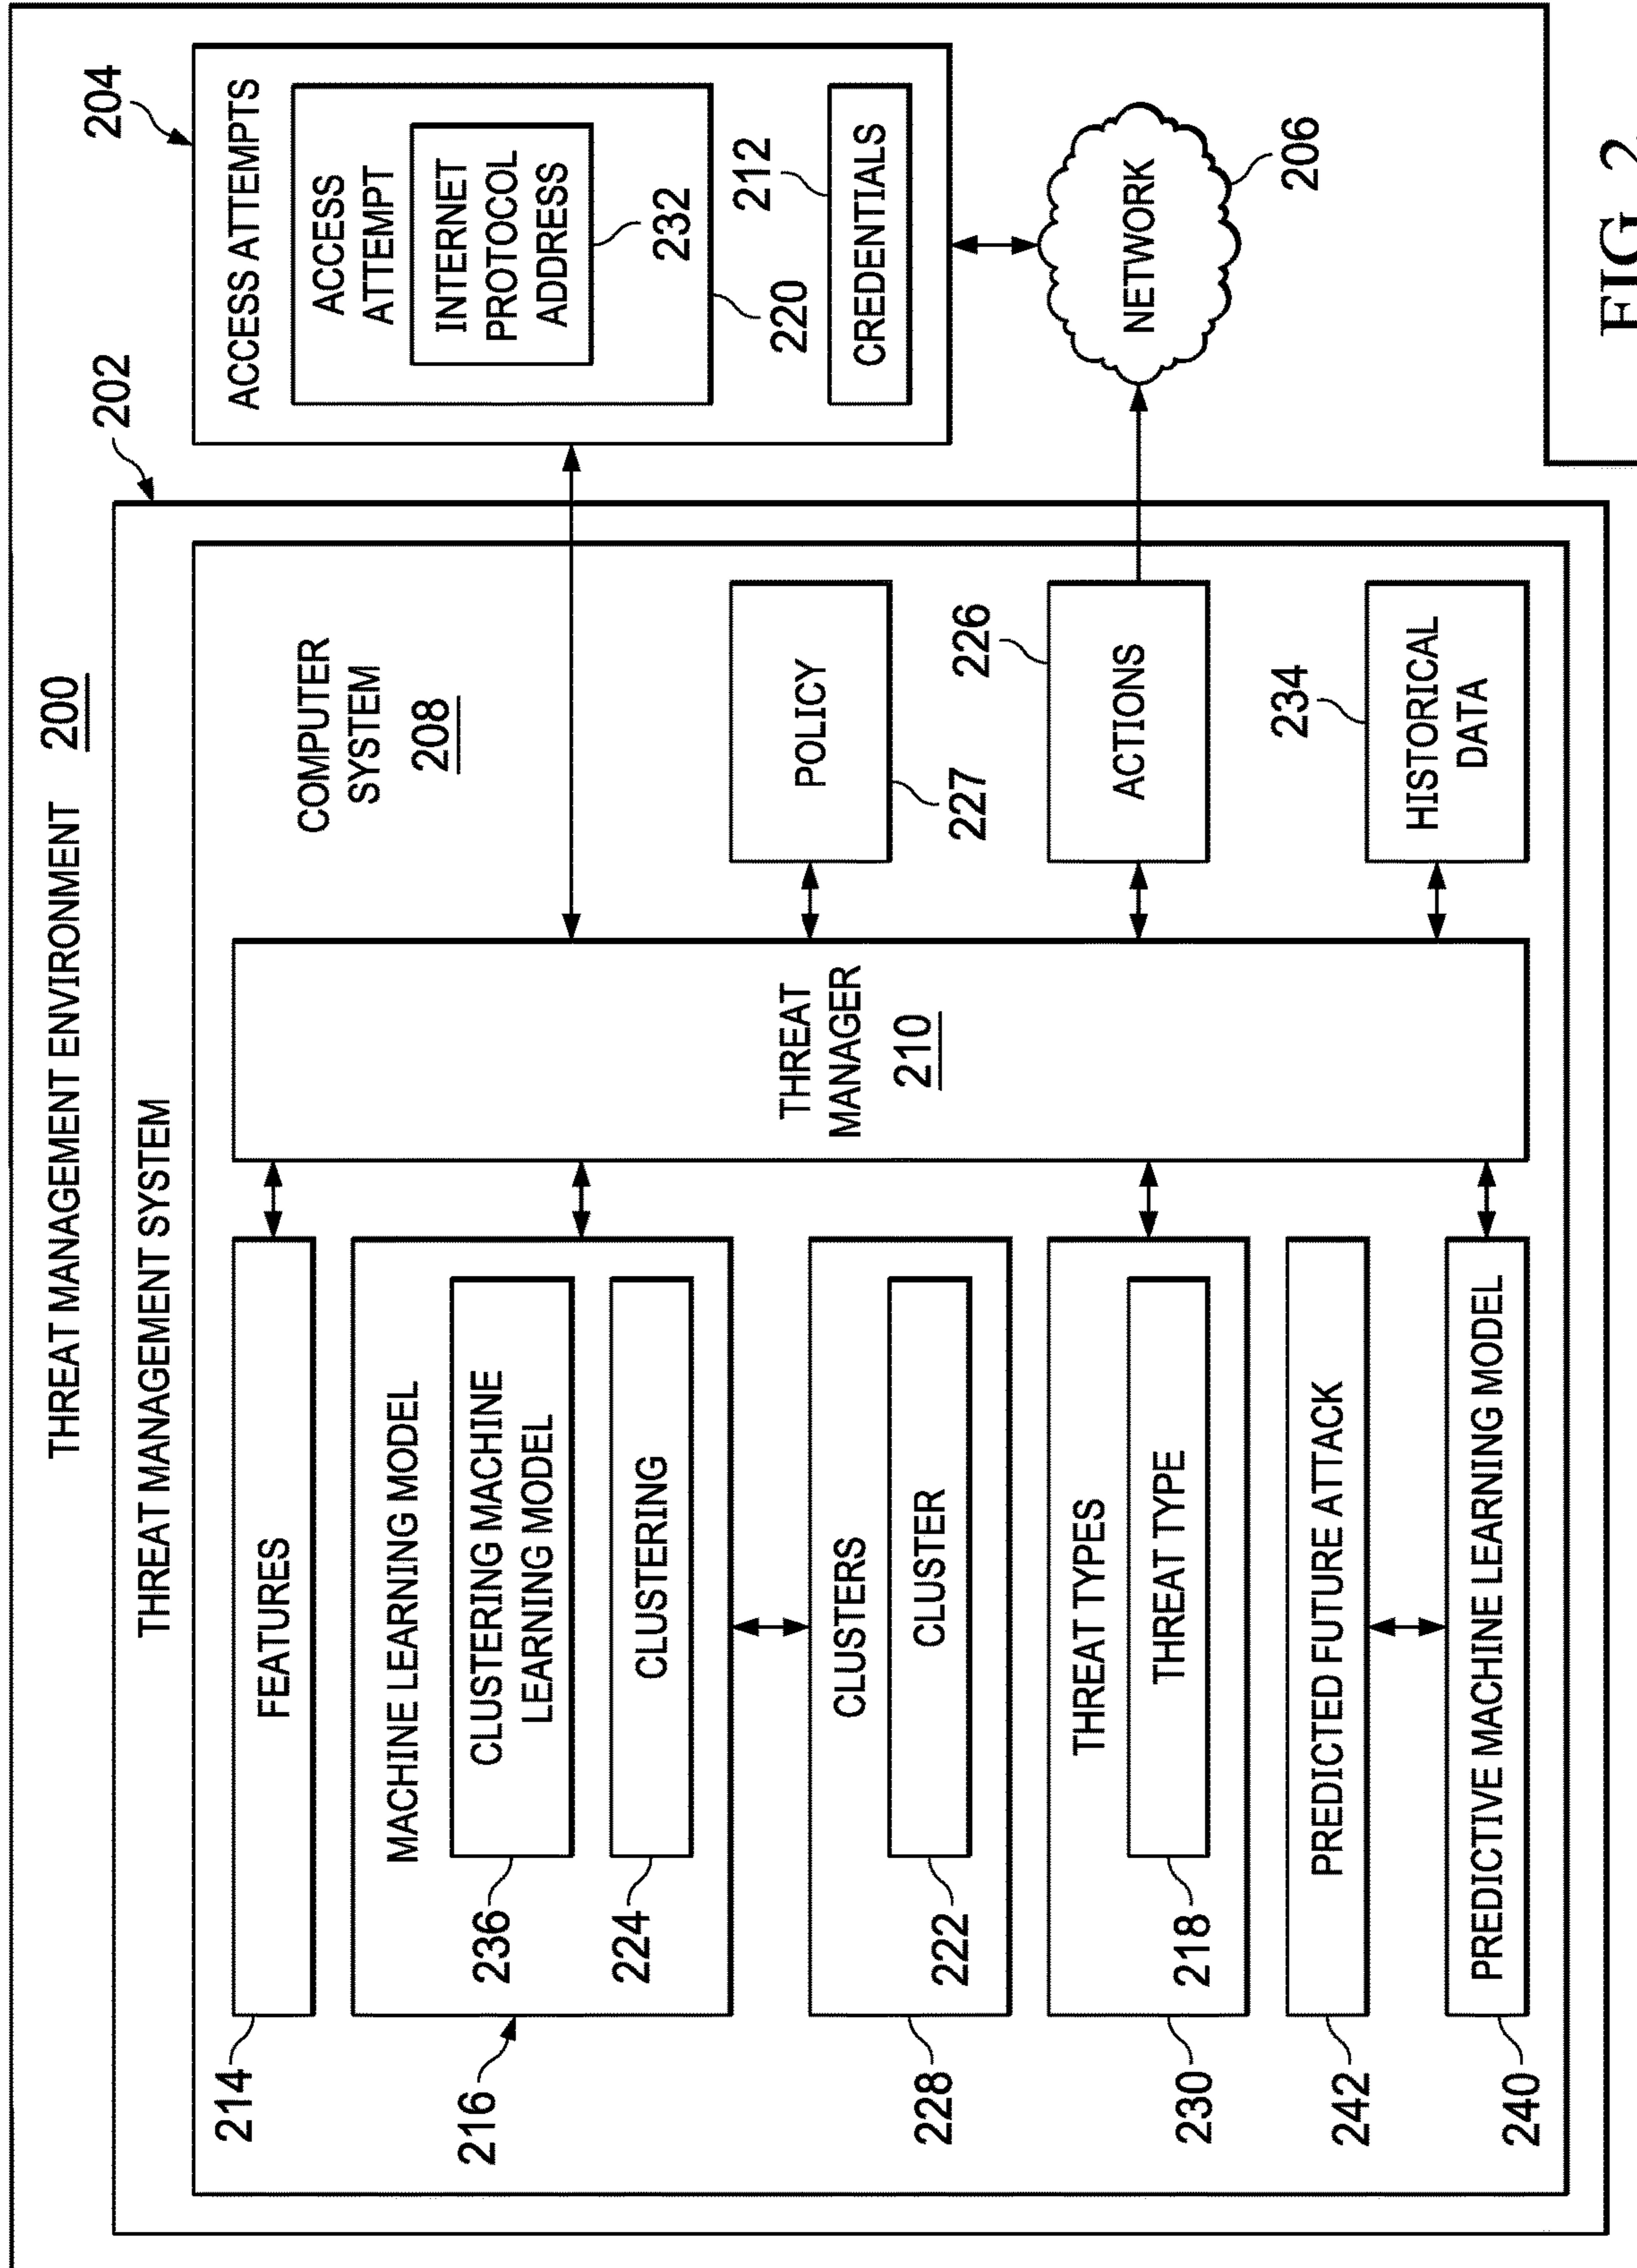 THREAT MANAGEMENT ENVIRONMENT 200
THREAT MANAGEMENT SYSTEM
202
204
214
FEATURES
216
MACHINE LEARNING MODEL
236
CLUSTERING MACHINE
LEARNING MODEL
224
CLUSTERING
228
CLUSTERS
222
CLUSTER
230
THREAT TYPES
218
THREAT TYPE
242
PREDICTED FUTURE ATTACK
240
PREDICTIVE MACHINE LEARNING MODEL
THREAT
MANAGER
210
COMPUTER
SYSTEM
208
POLICY
227
226
ACTIONS
234
HISTORICAL
DATA
ACCESS ATTEMPTS
ACCESS
ATTEMPT
INTERNET
PROTOCOL
ADDRESS
232
220
212
CREDENTIALS
NETWORK
206
FIG. 2